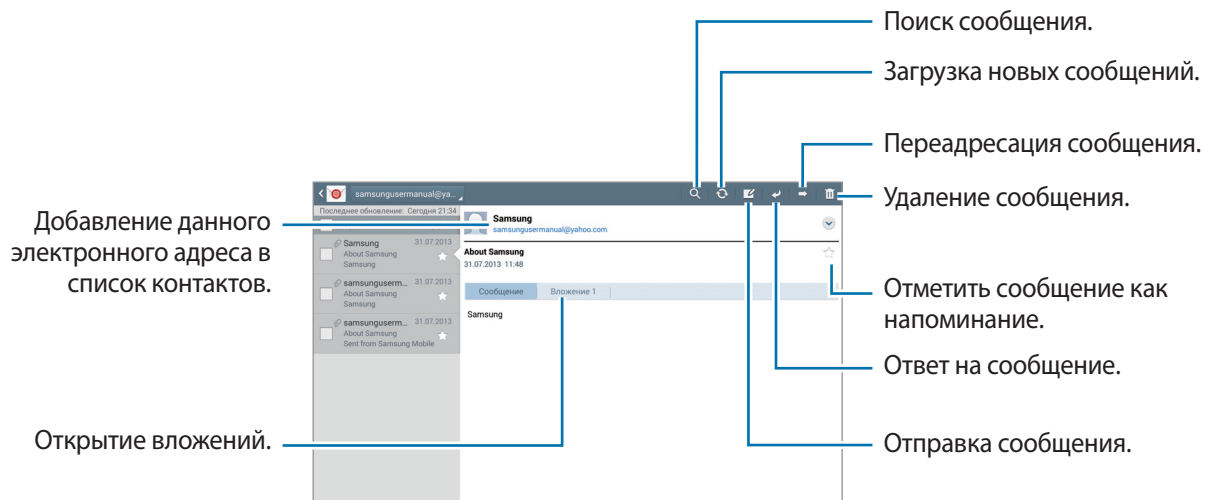 Поиск сообщения.
Загрузка новых сообщений.
Переадресация сообщения.
Удаление сообщения.
Отметить сообщение как
напоминание.
Ответ на сообщение.
Отправка сообщения.
Добавление данного
электронного адреса в
список контактов.
Открытие вложений.
samsungusermanual@ya...
Последнее обновление: Сегодня 21:34
Samsung 31.07.2013
About Samsung
Samsung
samsunguserm... 31.07.2013
About Samsung
Samsung
samsunguserm... 31.07.2013
About Samsung
Sent from Samsung Mobile
Samsung
samsungusermanual@yahoo.com
About Samsung
31.07.2013 11:48
Сообщение Вложение 1
Samsung